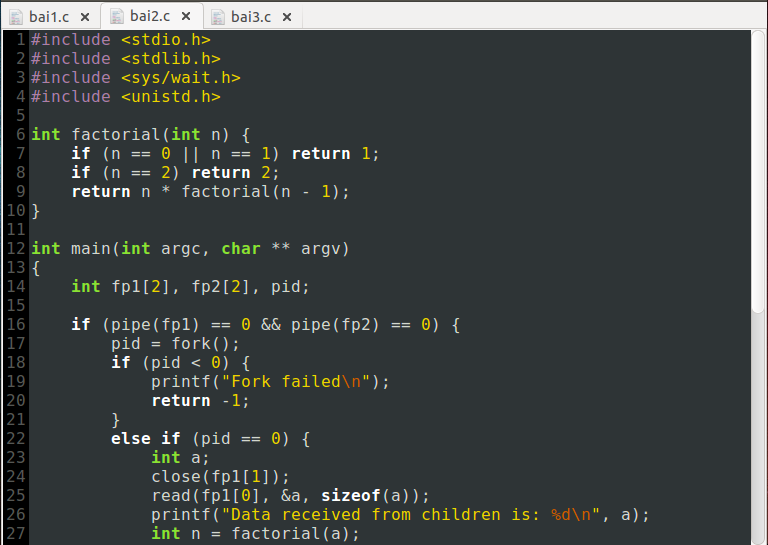 bai1.c × bai2.c × bai3.c ×
1 #include <stdio.h>
2 #include <stdlib.h>
3 #include <sys/wait.h>
4 #include <unistd.h>
5
6 int factorial(int n) {
7     if (n == 0 || n == 1) return 1;
8     if (n == 2) return 2;
9     return n * factorial(n - 1);
10 }
11
12 int main(int argc, char ** argv)
13 {
14     int fp1[2], fp2[2], pid;
15
16     if (pipe(fp1) == 0 && pipe(fp2) == 0) {
17         pid = fork();
18         if (pid < 0) {
19             printf("Fork failed\n");
20             return -1;
21         }
22         else if (pid == 0) {
23             int a;
24             close(fp1[1]);
25             read(fp1[0], &a, sizeof(a));
26             printf("Data received from children is: %d\n", a);
27             int n = factorial(a);